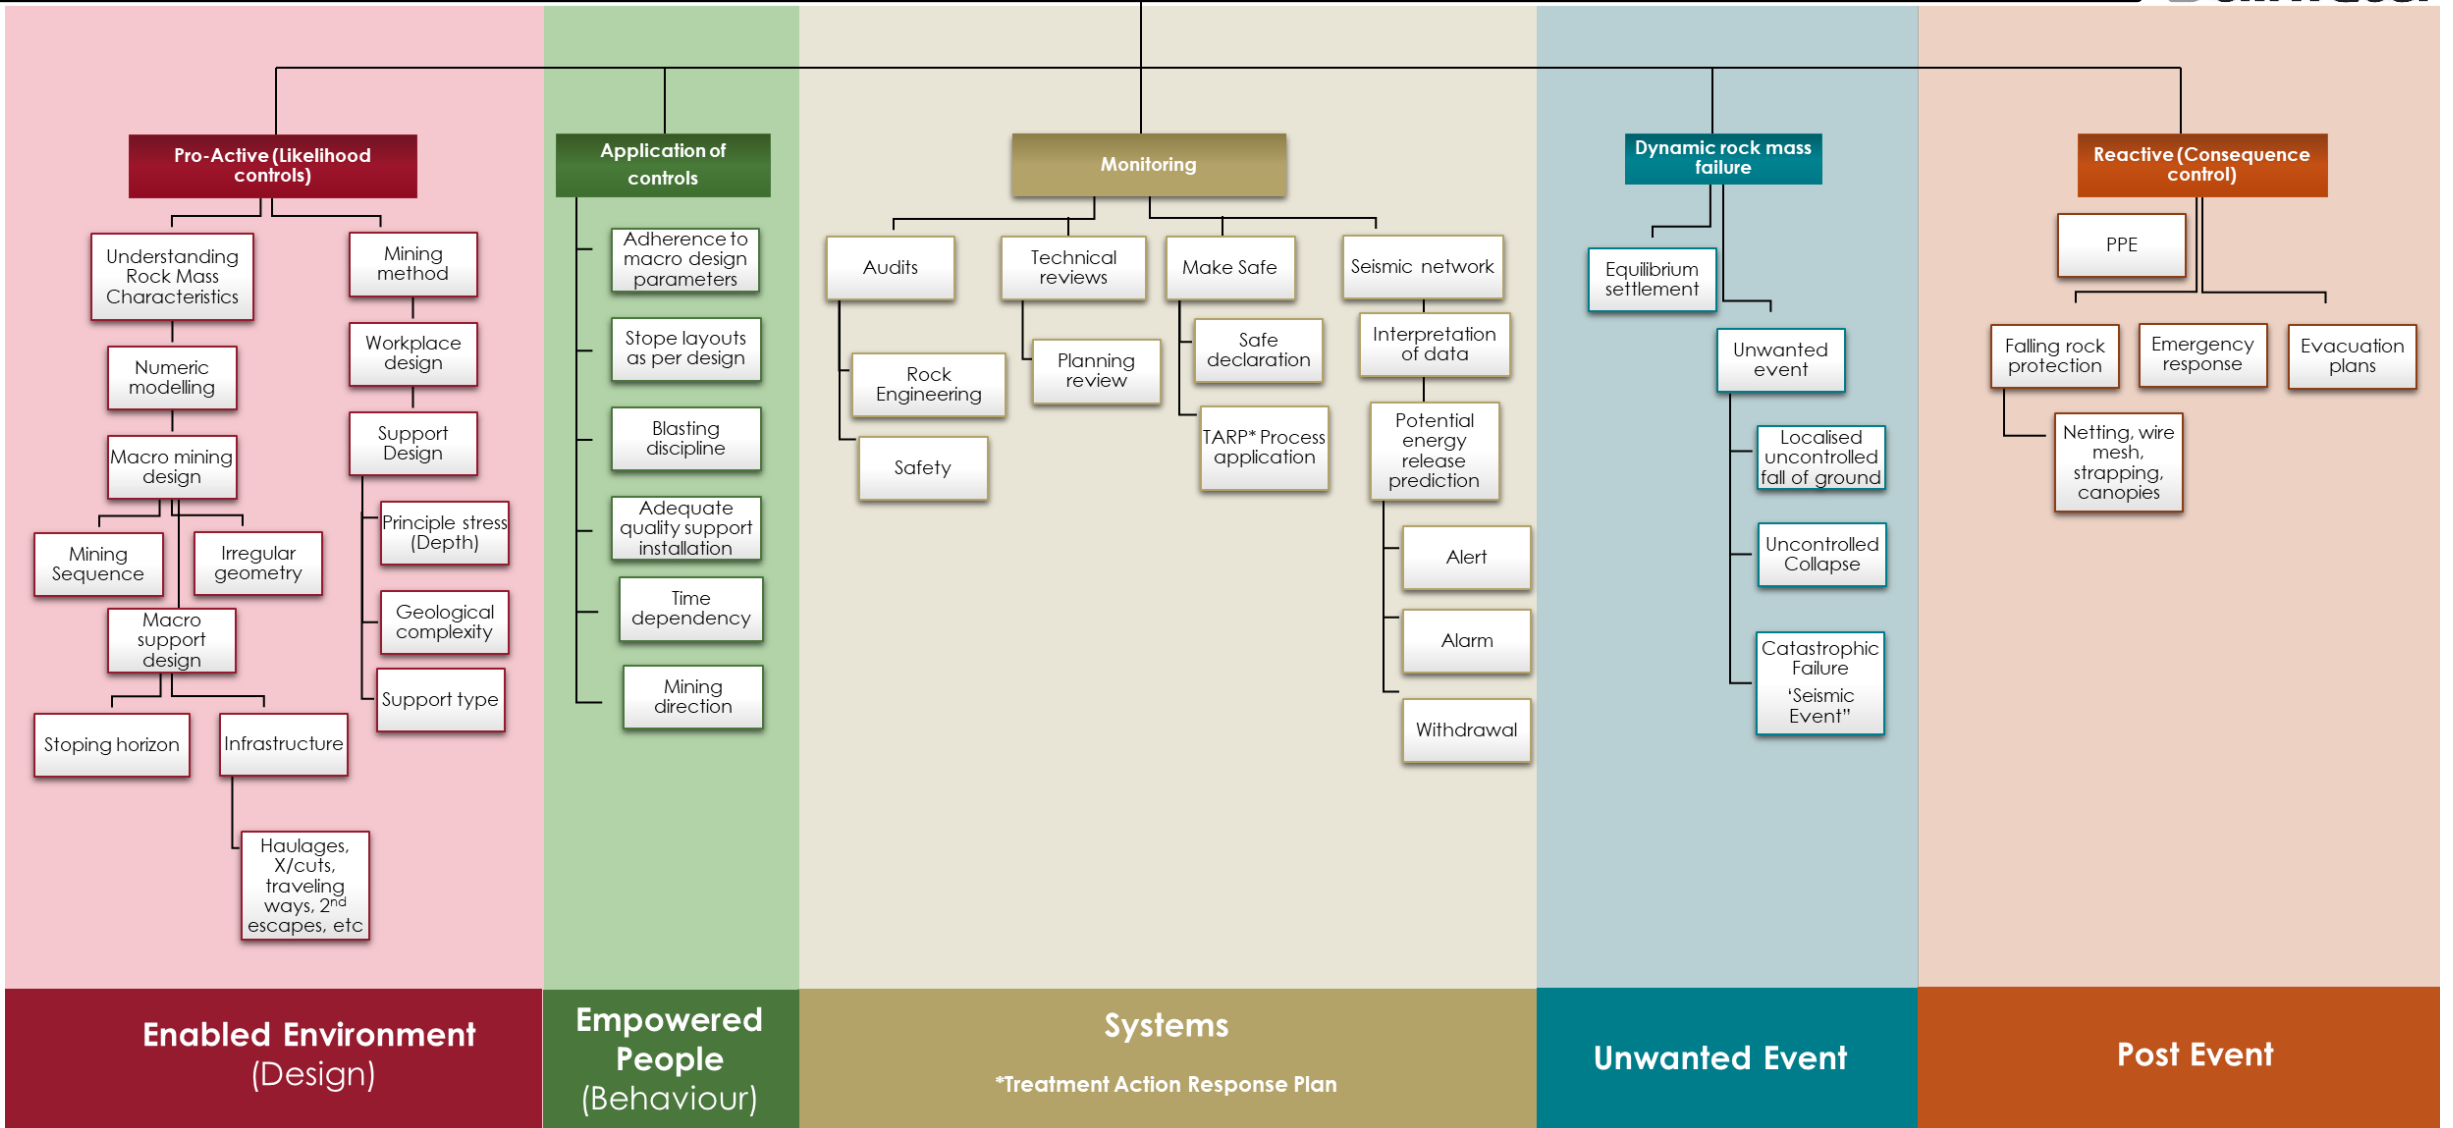 Pro-Active (Likelihood
controls)
Understanding
Rock Mass
Characteristics
Numeric
modelling
Macro mining
design
Mining
Sequence
Irregular
geometry
Macro
support
design
Stoping horizon
Infrastructure
Haulages,
X/cuts,
traveling
ways, 2nd
escapes, etc
Mining
method
Workplace
design
Support
Design
Principle stress
(Depth)
Geological
complexity
Support type
Enabled Environment
(Design)
Application of
controls
Adherence to
macro design
parameters
Stope layouts
as per design
Blasting
discipline
Adequate
quality support
installation
Time
dependency
Mining
direction
Empowered
People
(Behaviour)
Monitoring
Audits
Rock
Engineering
Safety
Technical
reviews
Planning
review
Make Safe
Safe
declaration
TARP* Process
application
Seismic network
Interpretation
of data
Potential
energy
release
prediction
Alert
Alarm
Withdrawal
Systems
*Treatment Action Response Plan
Dynamic rock mass
failure
Equilibrium
settlement
Unwanted
event
Localised
uncontrolled
fall of ground
Uncontrolled
Collapse
Catastrophic
Failure
‘Seismic
Event”
Unwanted Event
Reactive (Consequence
control)
PPE
Falling rock
protection
Netting, wire
mesh,
strapping,
canopies
Emergency
response
Evacuation
plans
Post Event